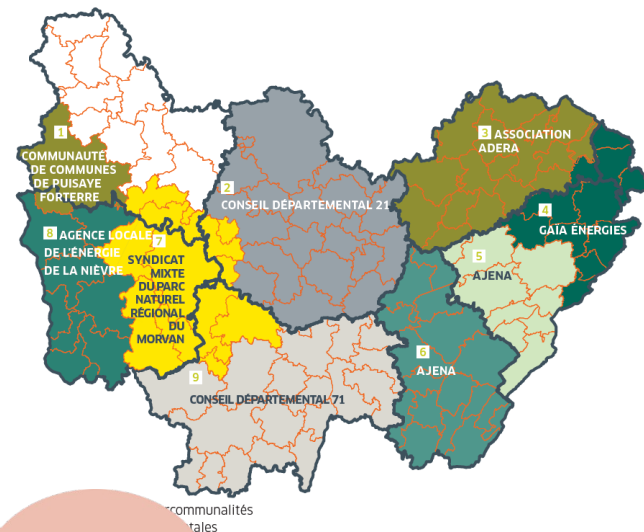 1
COMMUNAUTÉ
DE COMMUNES
DE PUISAYE
FORTERRE
2
CONSEIL DÉPARTEMENTAL 21
3 ASSOCIATION
ADERA
4
GAÏA ÉNERGIES
5
AJENA
6
AJENA
7
SYNDICAT
MIXTE
DU PARC
NATUREL
RÉGIONAL
DU
MORVAN
8 AGENCE LOCALE
DE L'ÉNERGIE
DE LA NIÈVRE
9
CONSEIL DÉPARTEMENTAL 71
communalités
tales